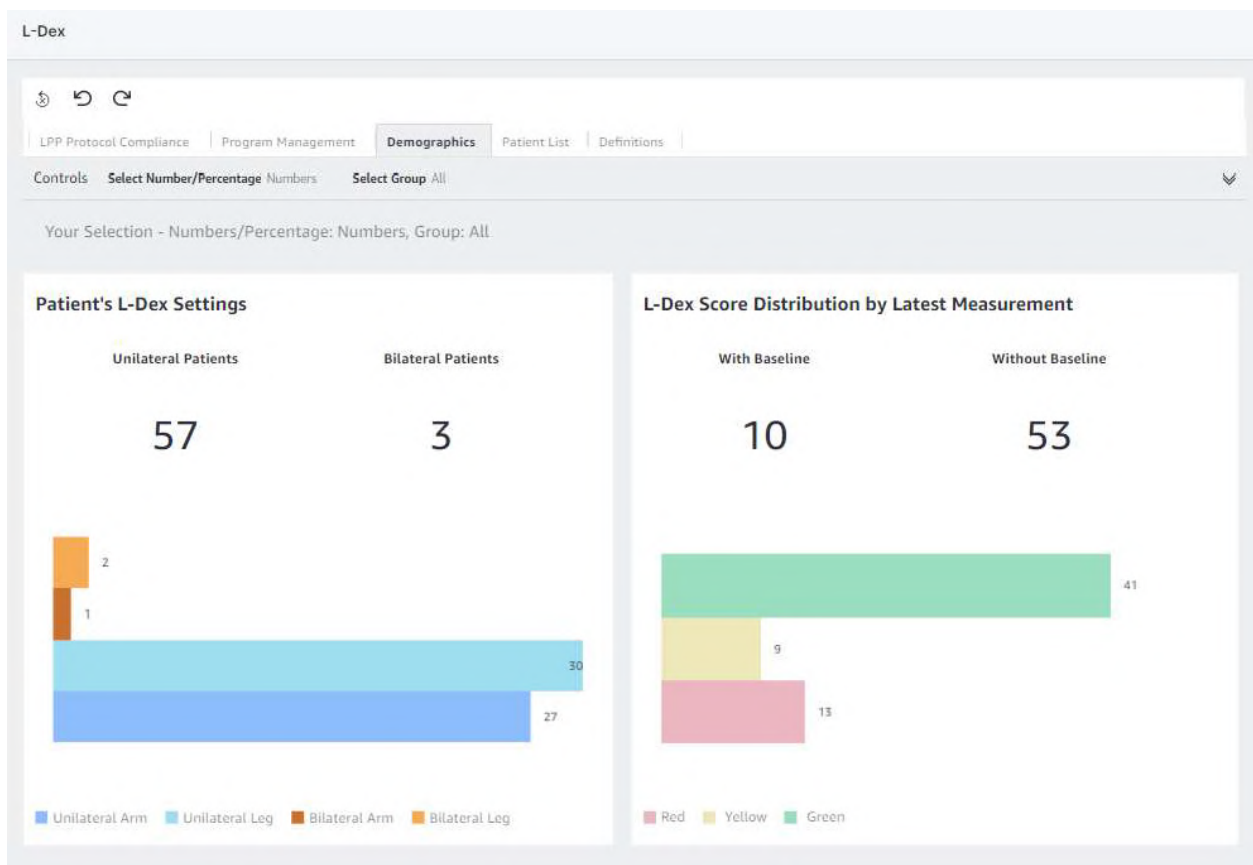 L-Dex
LPP Protocol Compliance Program Management Demographics Patient List Definitions
Controls Select Number/Percentage Numbers Select Group All
Your Selection - Numbers/Percentage: Numbers, Group: All
Patient's L-Dex Settings
Unilateral Patients Bilateral Patients
57 3
2
1
30
27
Unilateral Arm Unilateral Leg Bilateral Arm Bilateral Leg
L-Dex Score Distribution by Latest Measurement
With Baseline Without Baseline
10 53
41
9
13
Red Yellow Green